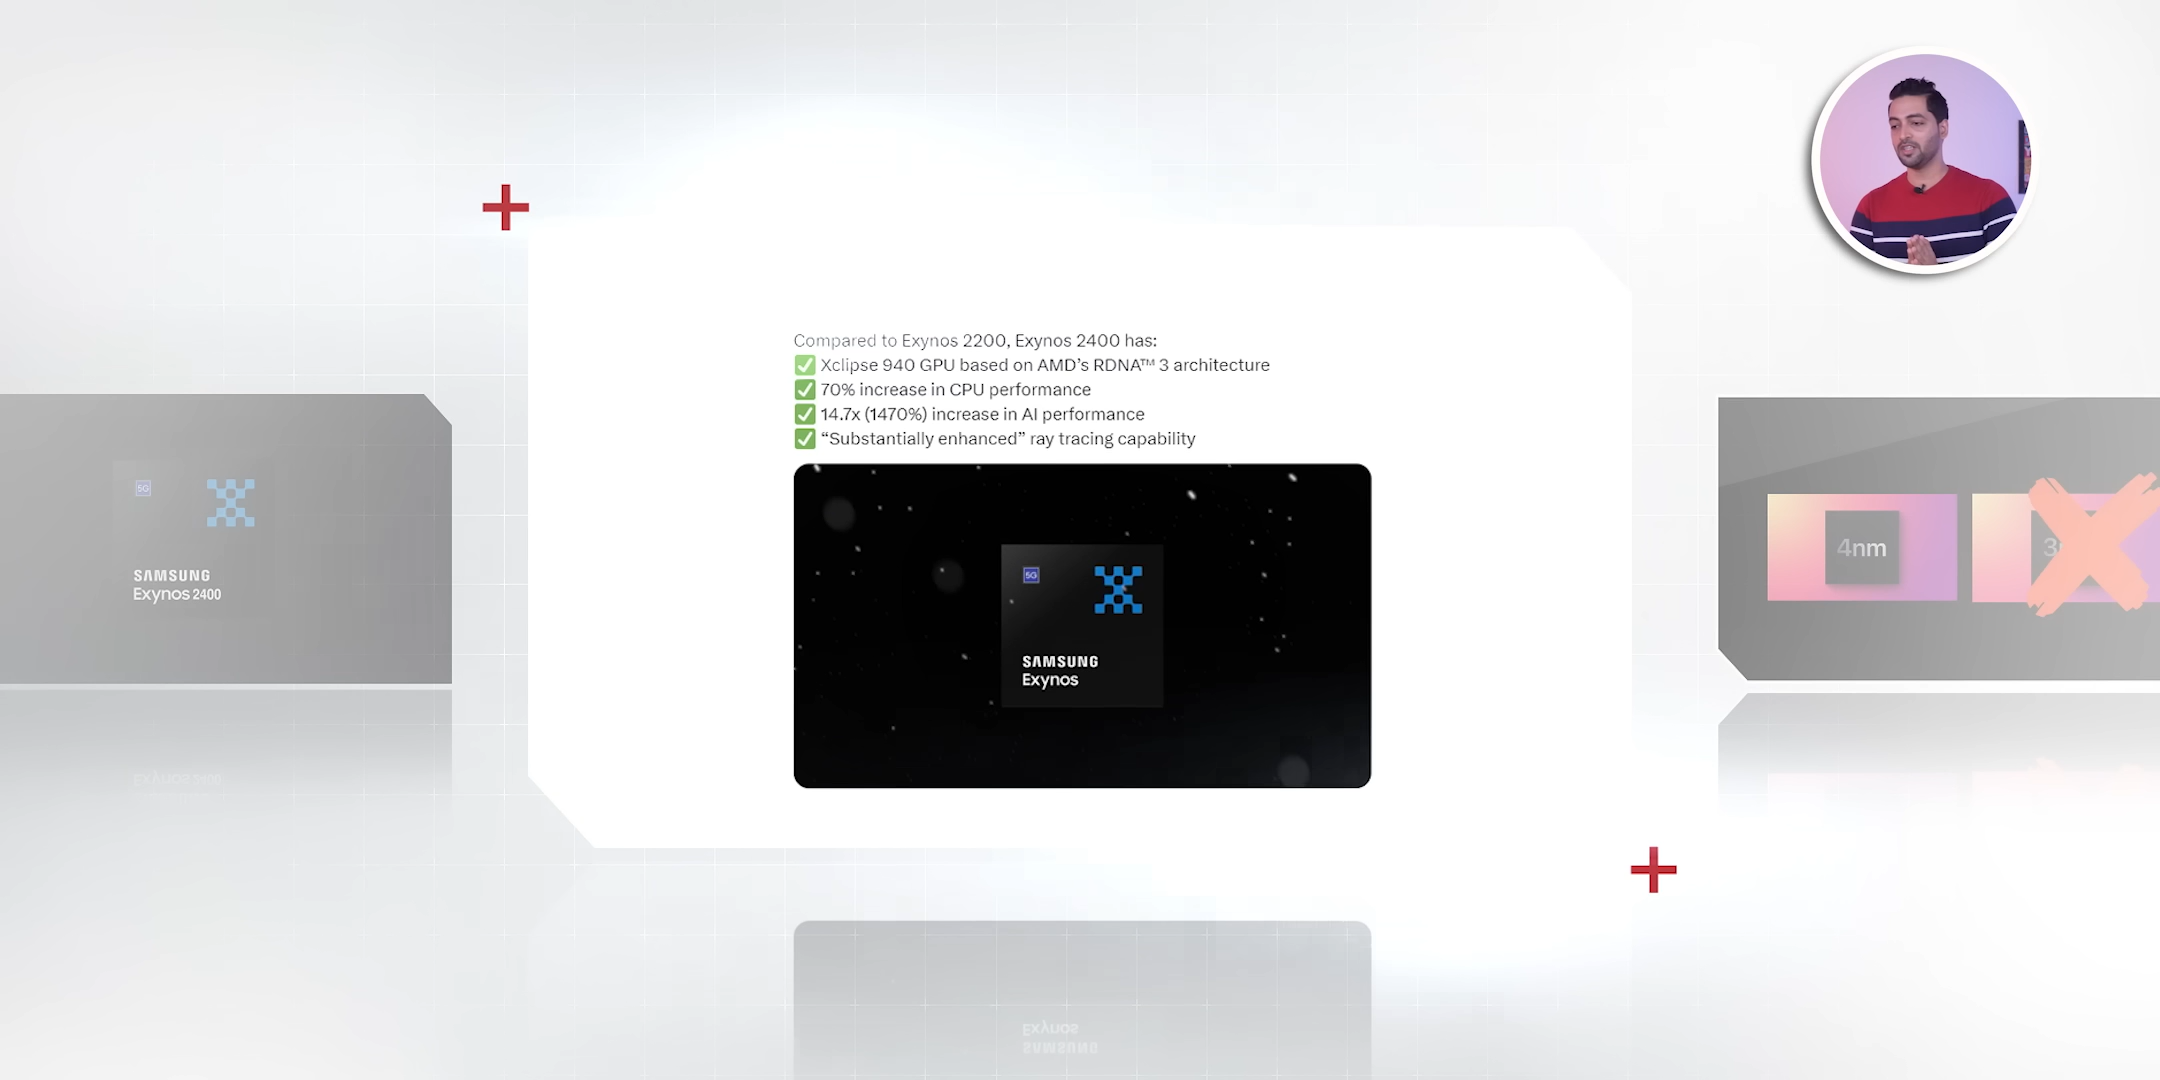 Compared to Exynos 2200, Exynos 2400 has:
✅ Xclipse 940 GPU based on AMD’s RDNA™ 3 architecture
✅ 70% increase in CPU performance
✅ 14.7x (1470%) increase in AI performance
✅ “Substantially enhanced” ray tracing capability
5G
SAMSUNG
Exynos 2400
5G
SAMSUNG
Exynos
4nm